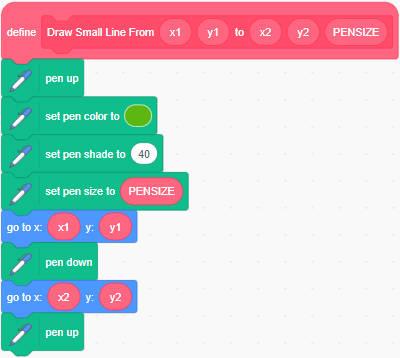 define Draw Small Line From x1 y1 to x2 y2 PENSIZE
pen up
set pen color to
set pen shade to 40
set pen size to PENSIZE
go to x: x1 y: y1
pen down
go to x: x2 y: y2
pen up